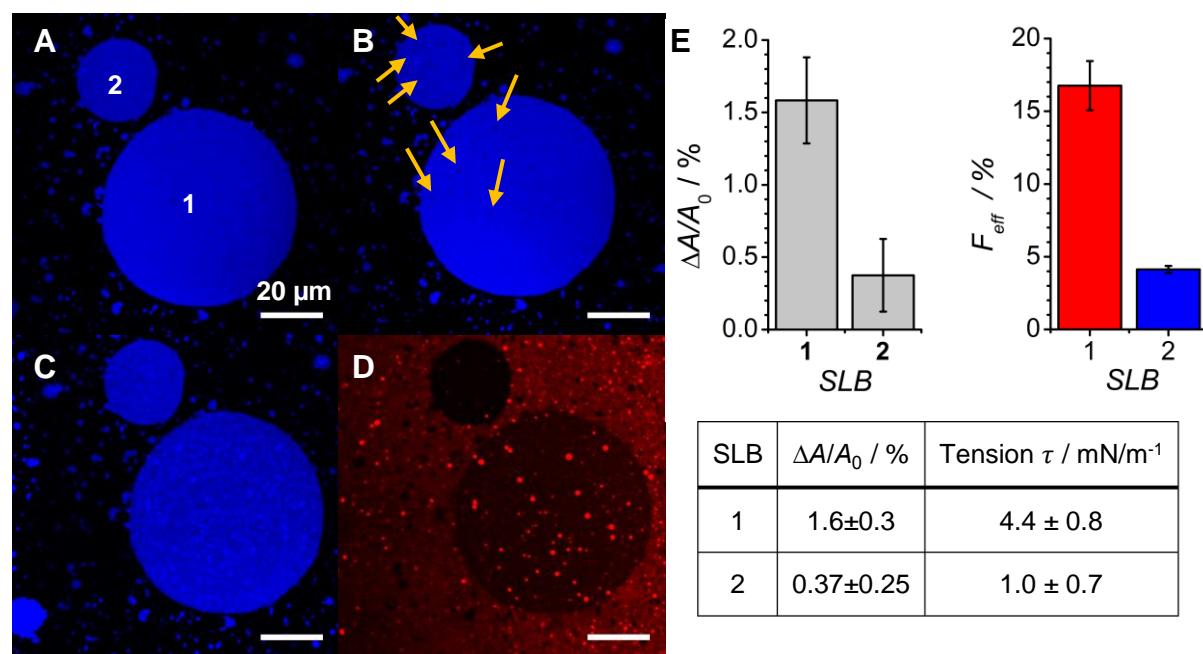 A
2
1
20 µm
B
C
D
E
2.0
1.5
1.0
0.5
0.0
ΔA/A0 / %
1
2
SLB
20
15
10
5
0
Feff / %
1 2
SLB
SLB ΔA/A0 / % Tension τ / mN/m-1
1 1.6±0.3 4.4 ± 0.8
2 0.37±0.25 1.0 ± 0.7